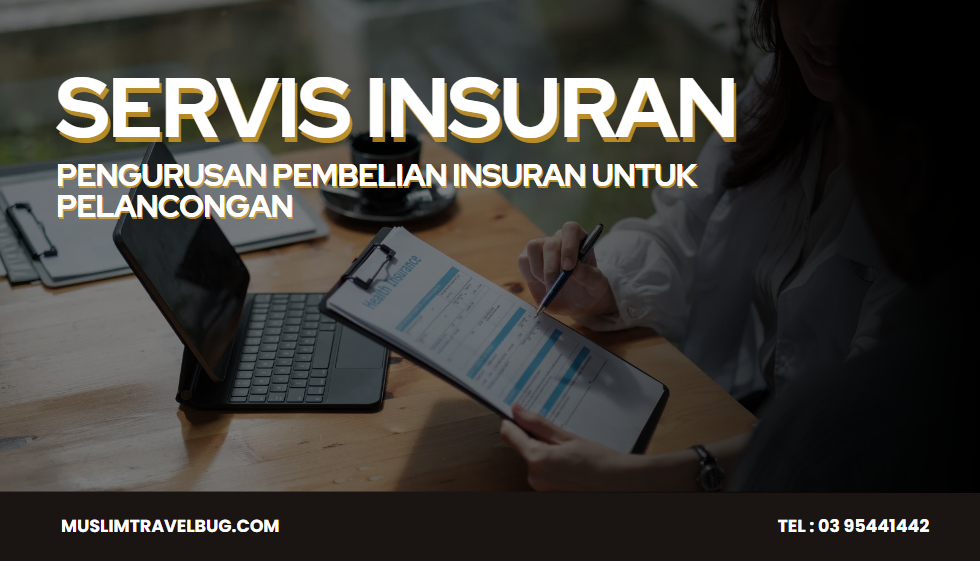 SERVIS INSURAN
PENGURUSAN PEMBELIAN INSURAN UNTUK
PELANCONGAN
Health Insurance
MUSLIMTRAVELBUG.COM
TEL : 03 95441442